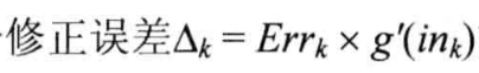 修正误差Δₖ = Errₖ × g′(inₖ)